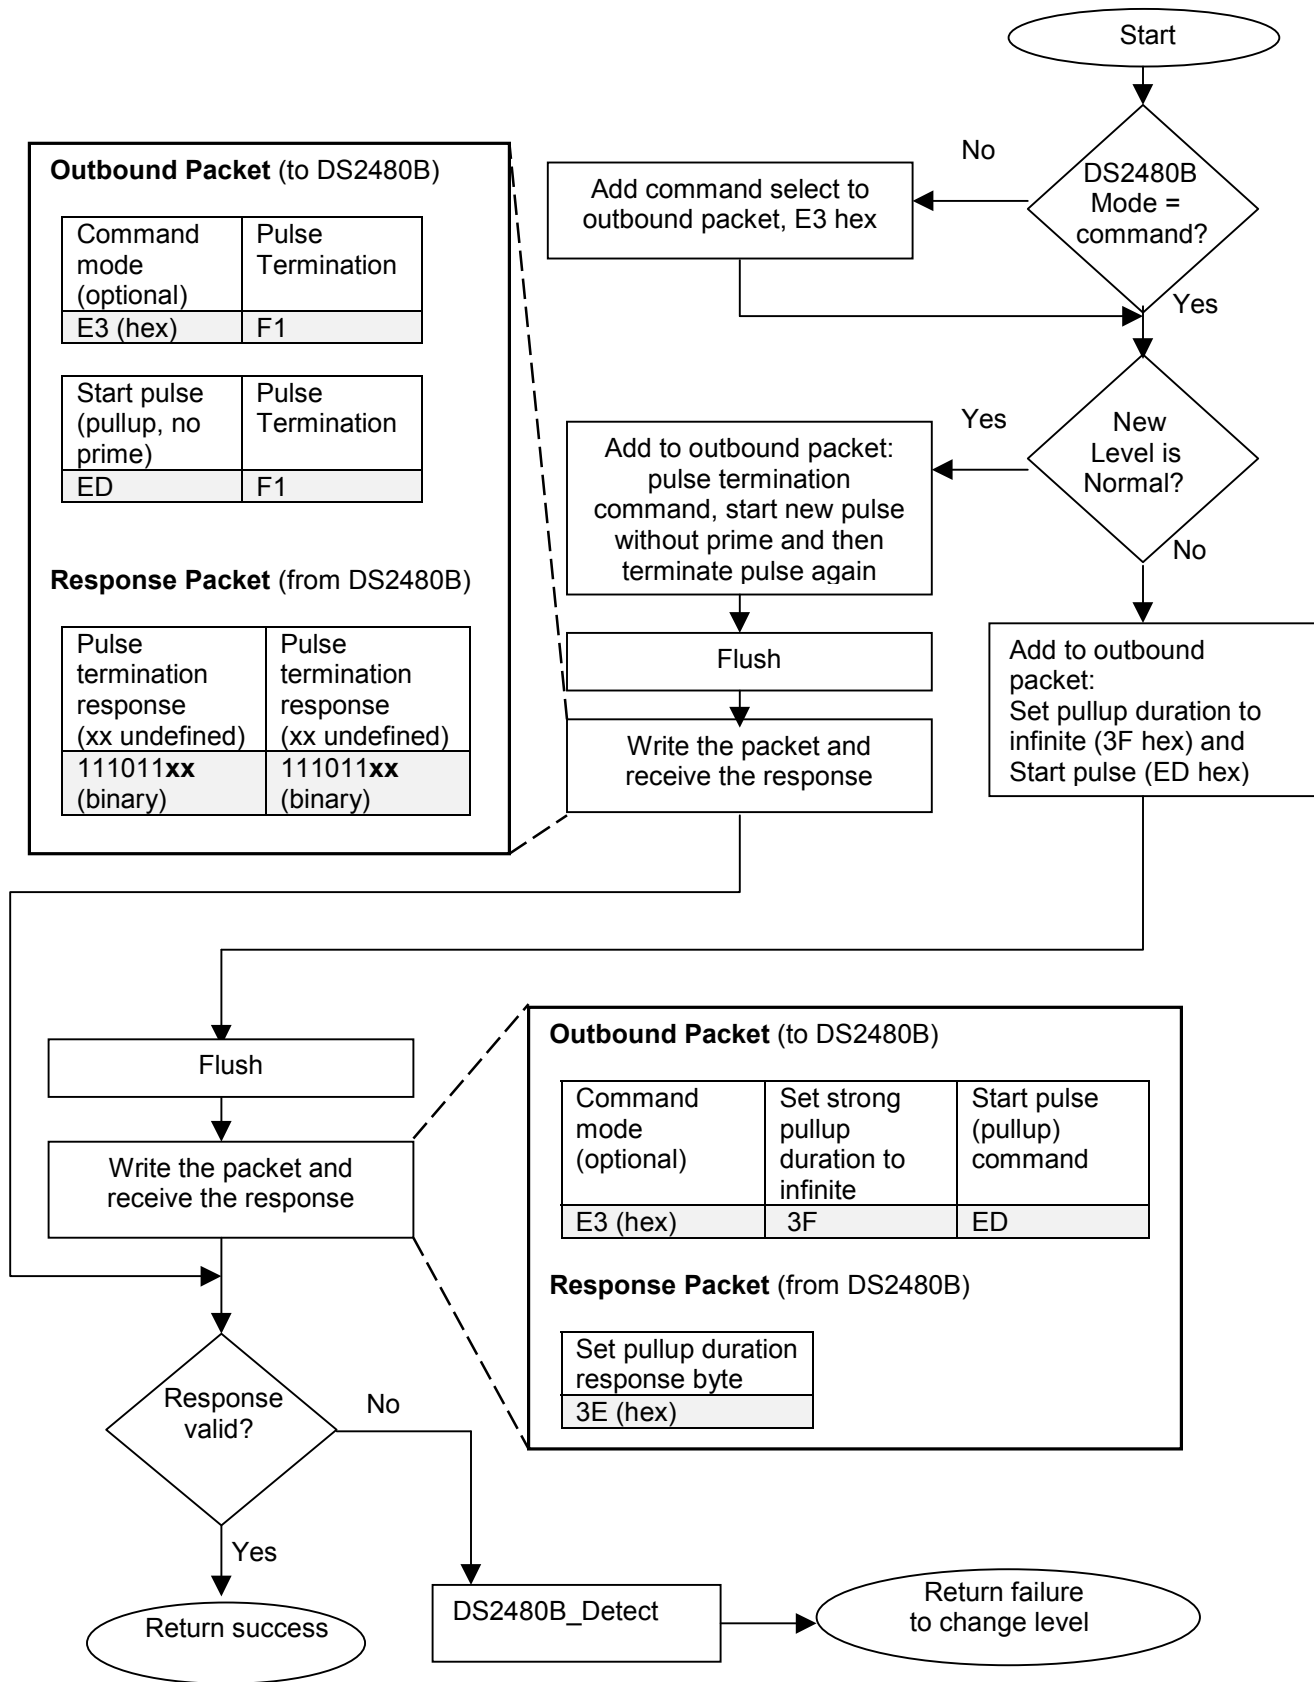 Start
DS2480B
Mode =
command?
No
Yes
Add command select to
outbound packet, E3 hex
New
Level is
Normal?
Yes
No
Add to outbound packet:
pulse termination
command, start new pulse
without prime and then
terminate pulse again
Flush
Write the packet and
receive the response
Outbound Packet (to DS2480B)
Command
mode
(optional)
Pulse
Termination
E3 (hex)
F1
Start pulse
(pullup, no
prime)
Pulse
Termination
ED
F1
Response Packet (from DS2480B)
Pulse
termination
response
(xx undefined)
Pulse
termination
response
(xx undefined)
111011xx
(binary)
111011xx
(binary)
Add to outbound
packet:
Set pullup duration to
infinite (3F hex) and
Start pulse (ED hex)
Flush
Write the packet and
receive the response
Outbound Packet (to DS2480B)
Command
mode
(optional)
Set strong
pullup
duration to
infinite
Start pulse
(pullup)
command
E3 (hex)
3F
ED
Response Packet (from DS2480B)
Set pullup duration
response byte
3E (hex)
Response
valid?
No
Yes
Return success
DS2480B_Detect
Return failure
to change level